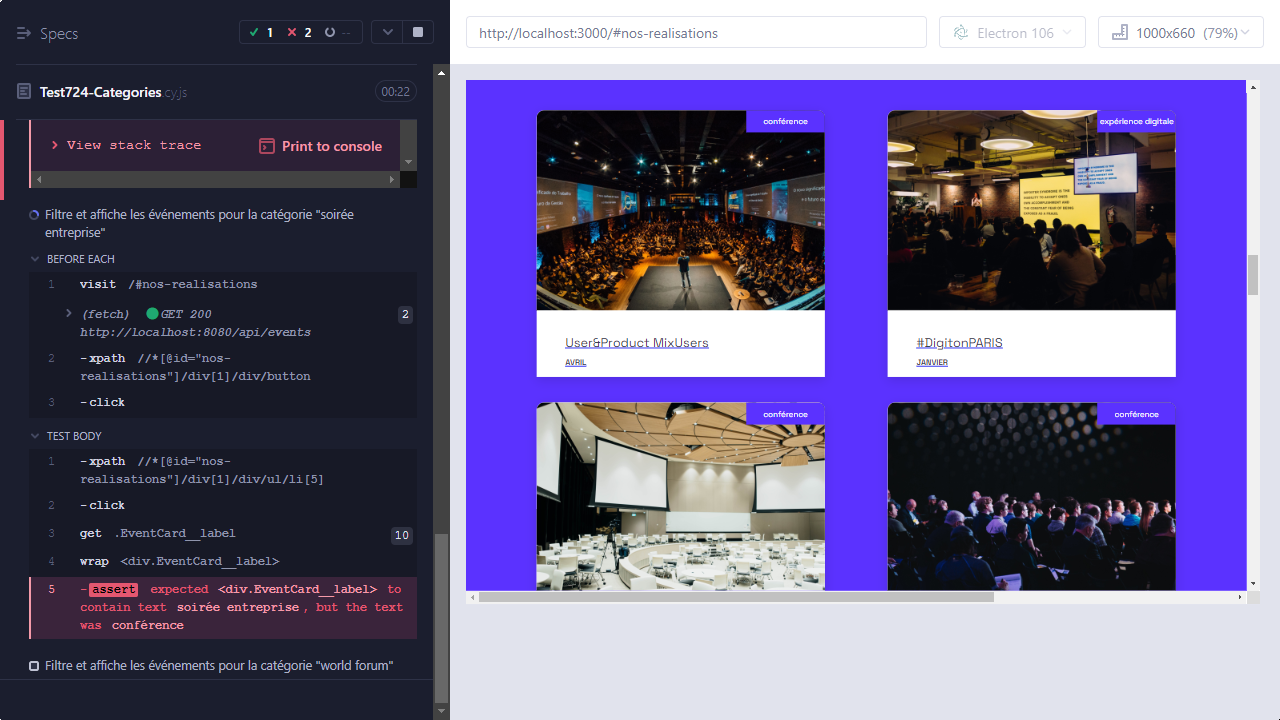 Specs
1
2
--
Test724-Categories.cy.js
00:22
View stack trace
Print to console
Filtre et affiche les événements pour la catégorie "soirée
entreprise"
BEFORE EACH
1 visit /#nos-realisations
(fetch) GET 200
2
http://localhost:8080/api/events
2 -xpath //*[@id="nos-
realisations"]/div[1]/div/button
3 -click
TEST BODY
1 -xpath //*[@id="nos-
realisations"]/div[1]/div/ul/li[5]
2 -click
3 get .EventCard__label
10
4 wrap <div.EventCard__label>
5 -assert expected <div.EventCard__label> to
contain text soirée entreprise, but the text
was conférence
Filtre et affiche les événements pour la catégorie "world forum"
http://localhost:3000/#nos-realisations
Electron 106
1000x660 (79%)
conférence
expérience digitale
User&Product MixUsers
AVRIL
#DigitonPARIS
JANVIER
conférence
conférence